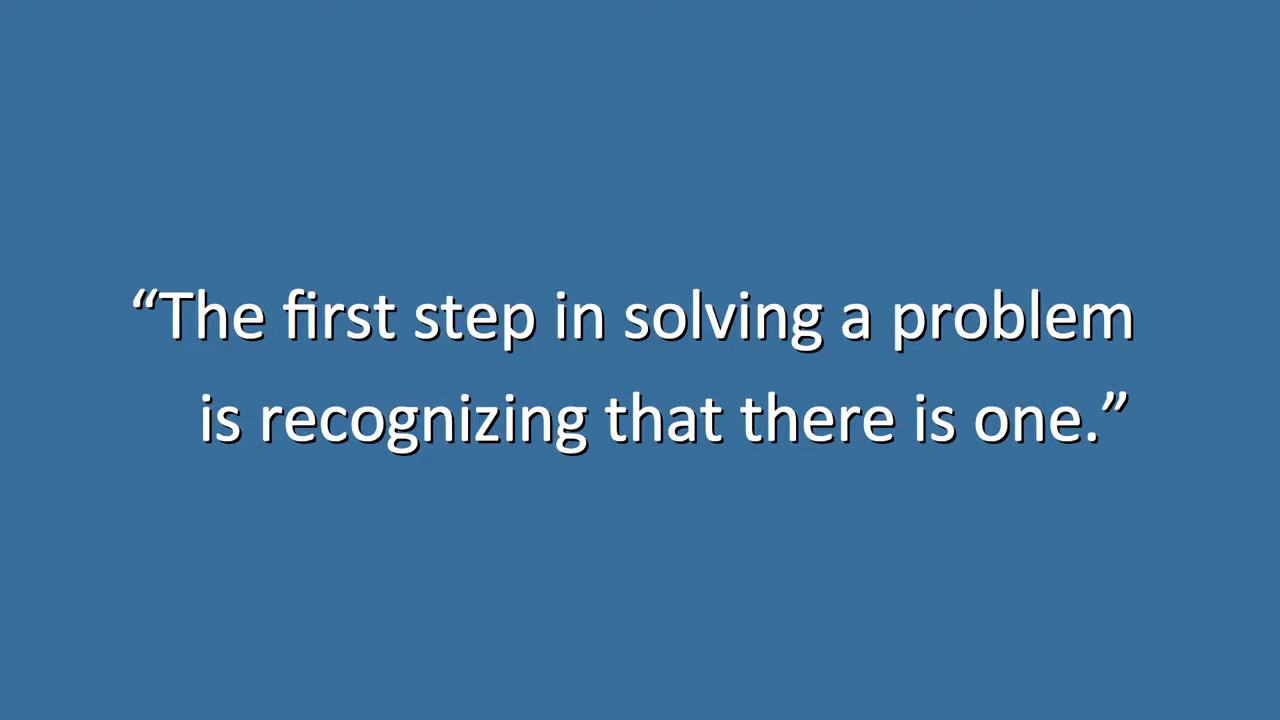 “The first step in solving a problem
is recognizing that there is one.”